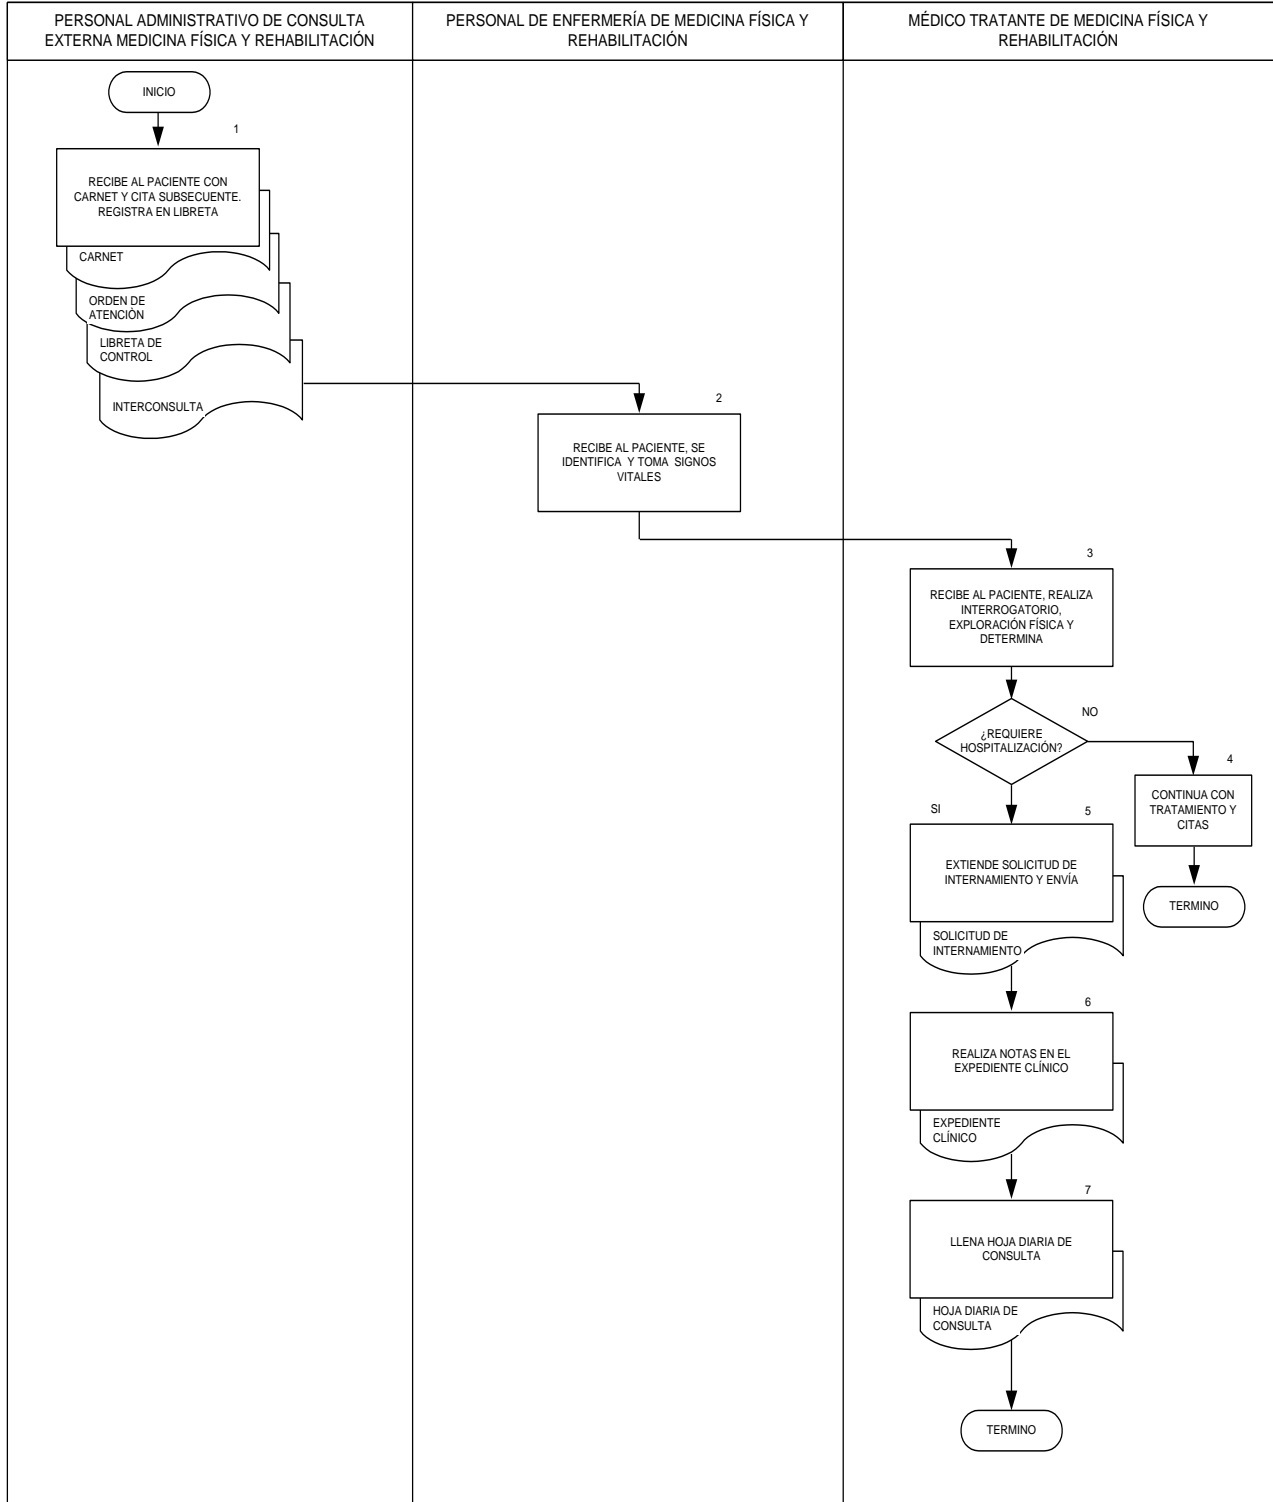 PERSONAL ADMINISTRATIVO DE CONSULTA
EXTERNA MEDICINA FÍSICA Y REHABILITACIÓN
PERSONAL DE ENFERMERÍA DE MEDICINA FÍSICA Y
REHABILITACIÓN
MÉDICO TRATANTE DE MEDICINA FÍSICA Y
REHABILITACIÓN
INICIO
1
RECIBE AL PACIENTE CON
CARNET Y CITA SUBSECUENTE.
REGISTRA EN LIBRETA
CARNET
ORDEN DE
ATENCIÓN
LIBRETA DE
CONTROL
INTERCONSULTA
2
RECIBE AL PACIENTE, SE
IDENTIFICA Y TOMA SIGNOS
VITALES
3
RECIBE AL PACIENTE, REALIZA
INTERROGATORIO,
EXPLORACIÓN FÍSICA Y
DETERMINA
¿REQUIERE
HOSPITALIZACIÓN?
NO
4
CONTINUA CON
TRATAMIENTO Y
CITAS
TERMINO
SI
5
EXTIENDE SOLICITUD DE
INTERNAMIENTO Y ENVÍA
SOLICITUD DE
INTERNAMIENTO
6
REALIZA NOTAS EN EL
EXPEDIENTE CLÍNICO
EXPEDIENTE
CLÍNICO
7
LLENA HOJA DIARIA DE
CONSULTA
HOJA DIARIA DE
CONSULTA
TERMINO